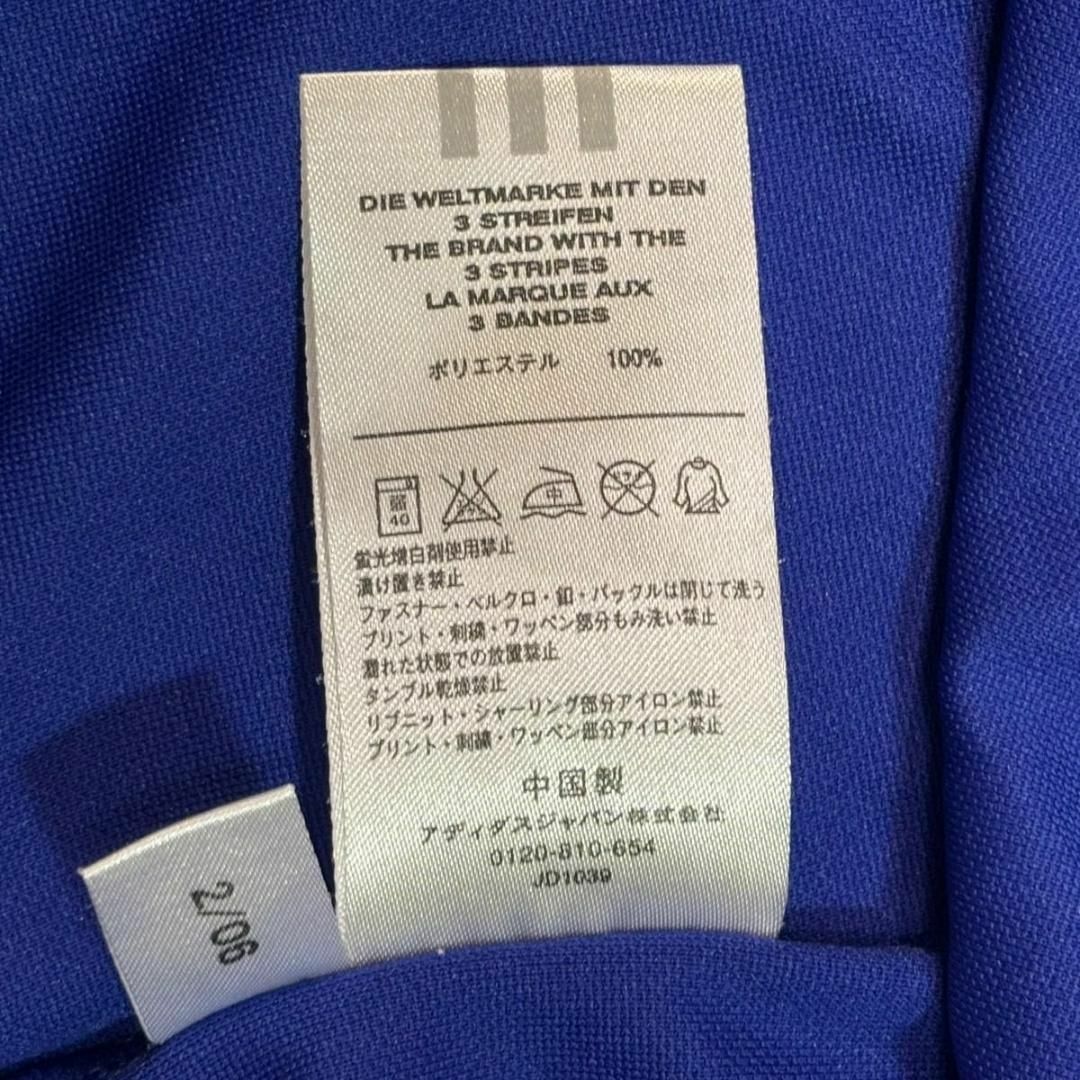 DIE WELTMARKE MIT DEN
3 STREIFEN
THE BRAND WITH THE
3 STRIPES
LA MARQUE AUX
3 BANDES
ポリエステル 100%
弱
40
中
蛍光増白剤使用禁止
漬け置き禁止
ファスナー・ベルクロ・釦・バックルは閉じて洗う
プリント・刺繍・ワッペン部分もみ洗い禁止
濡れた状態での放置禁止
タンブル乾燥禁止
リブニット・シャーリング部分アイロン禁止
プリント・刺繍・ワッペン部分アイロン禁止
中国製
アディダスジャパン株式会社
0120-810-654
JD1039
2/06